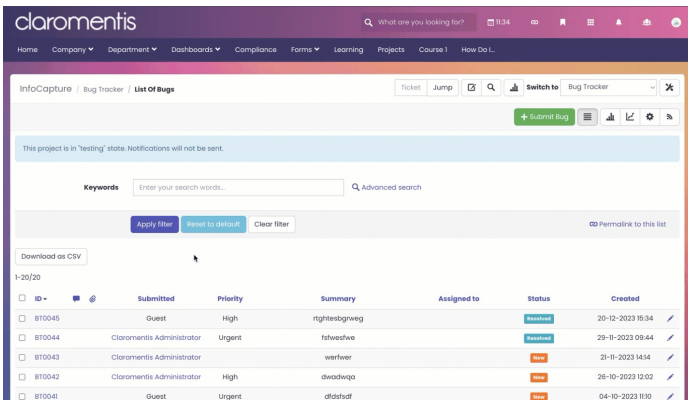 claromentis
What are you looking for? 11:34
Home Company Department Dashboards Compliance Forms Learning Projects Course 1 How Do I...
InfoCapture / Bug Tracker / List Of Bugs Ticket Jump Switch to Bug Tracker
+ Submit Bug
This project is in "testing" state. Notifications will not be sent.
Keywords Enter your search words... Advanced search
Apply filter Reset to default Clear filter Permalink to this list
Download as CSV
1-20/20
ID Submitted Priority Summary Assigned to Status Created
BT0045 Guest High rtghtesbgrweg Resolved 20-12-2023 15:34
BT0044 Claromentis Administrator Urgent fsfwesfwe Resolved 29-11-2023 09:44
BT0043 Claromentis Administrator werfwer New 21-11-2023 14:14
BT0042 Claromentis Administrator High dwadwqa New 26-10-2023 12:02
BT0041 Guest Urgent dfdsfsdf New 04-10-2023 11:10